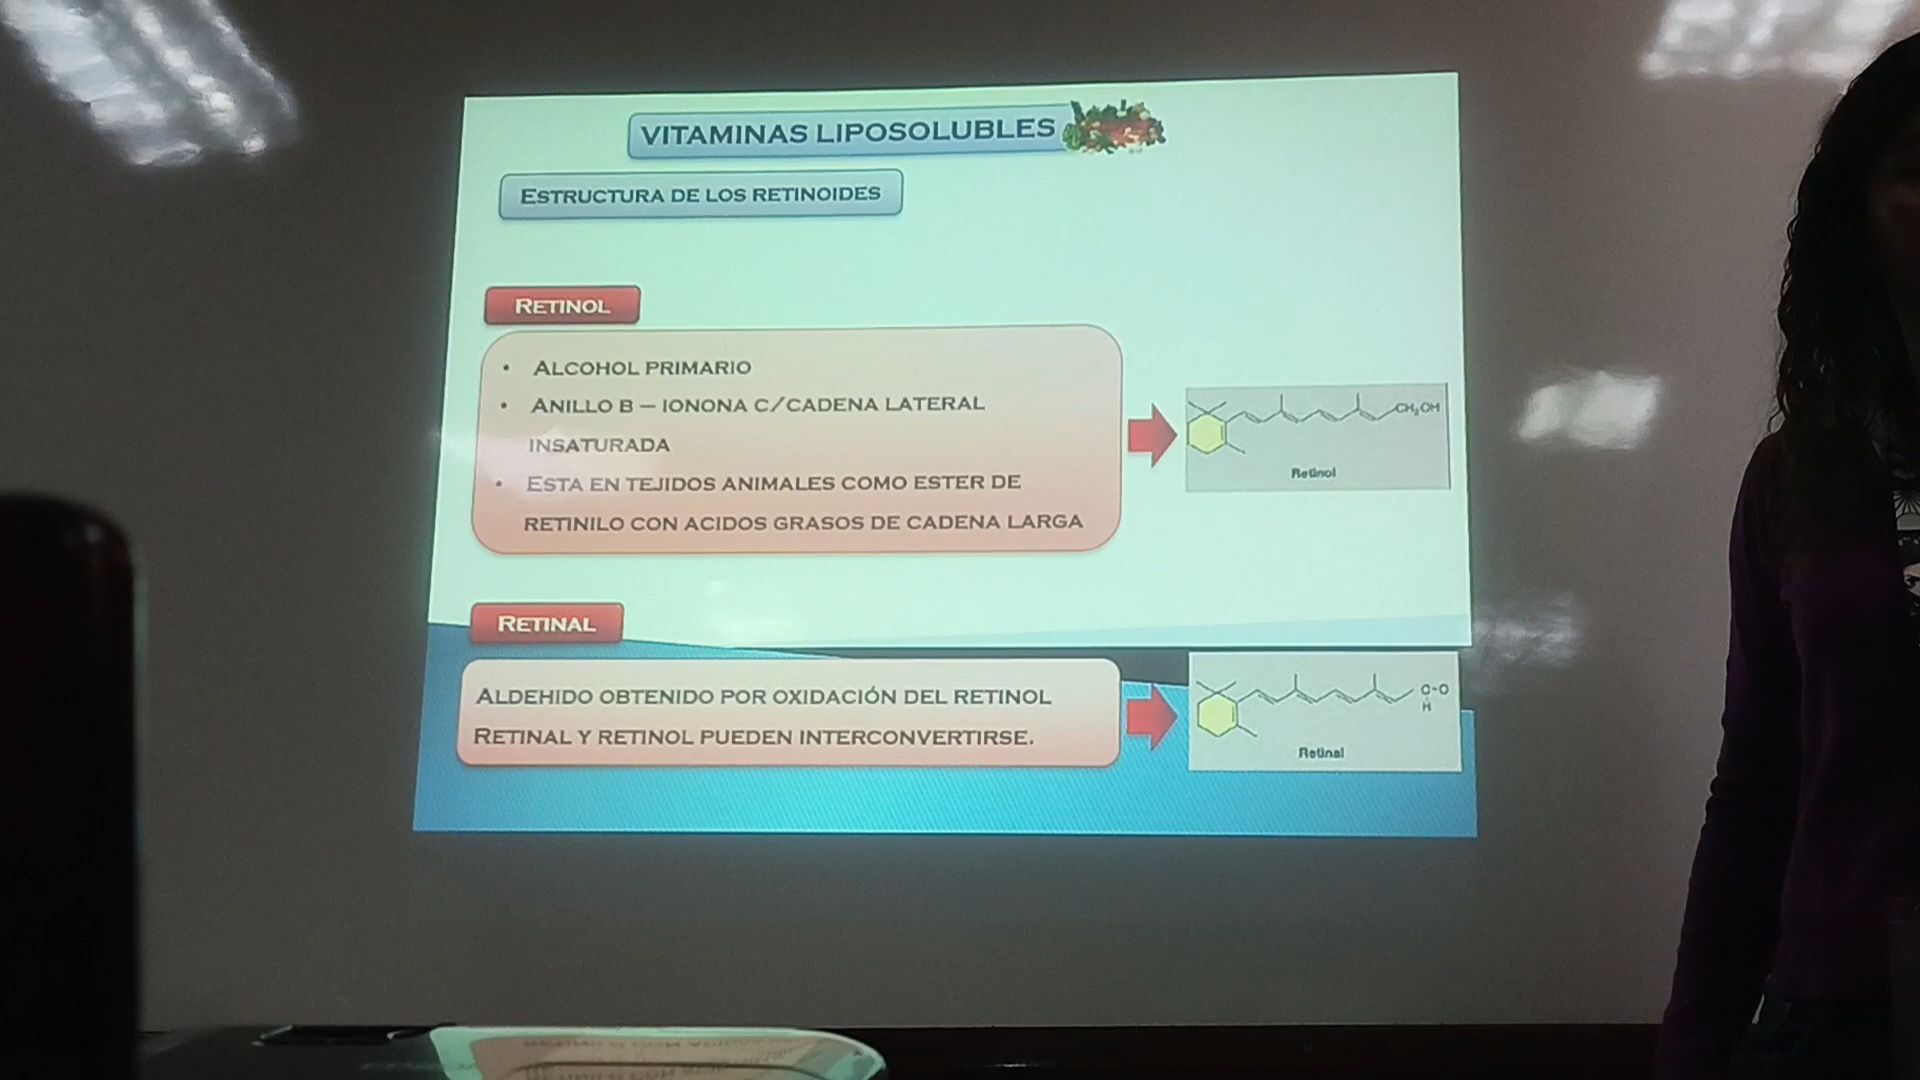 VITAMINAS LIPOSOLUBLES
ESTRUCTURA DE LOS RETINOIDES
RETINOL
• ALCOHOL PRIMARIO
• ANILLO B – IONONA C/CADENA LATERAL
INSATURADA
• ESTA EN TEJIDOS ANIMALES COMO ESTER DE
RETINILO CON ACIDOS GRASOS DE CADENA LARGA
CH₂OH
Retinol
RETINAL
ALDEHIDO OBTENIDO POR OXIDACIÓN DEL RETINOL
RETINAL Y RETINOL PUEDEN INTERCONVERTIRSE.
C-O
H
Retinal